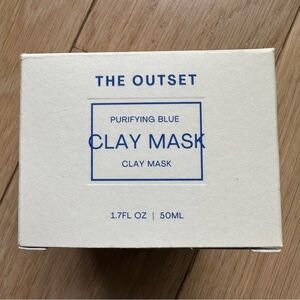 THE OUTSET
PURIFYING BLUE
CLAY MASK
CLAY MASK
1.7FL OZ | 50ML